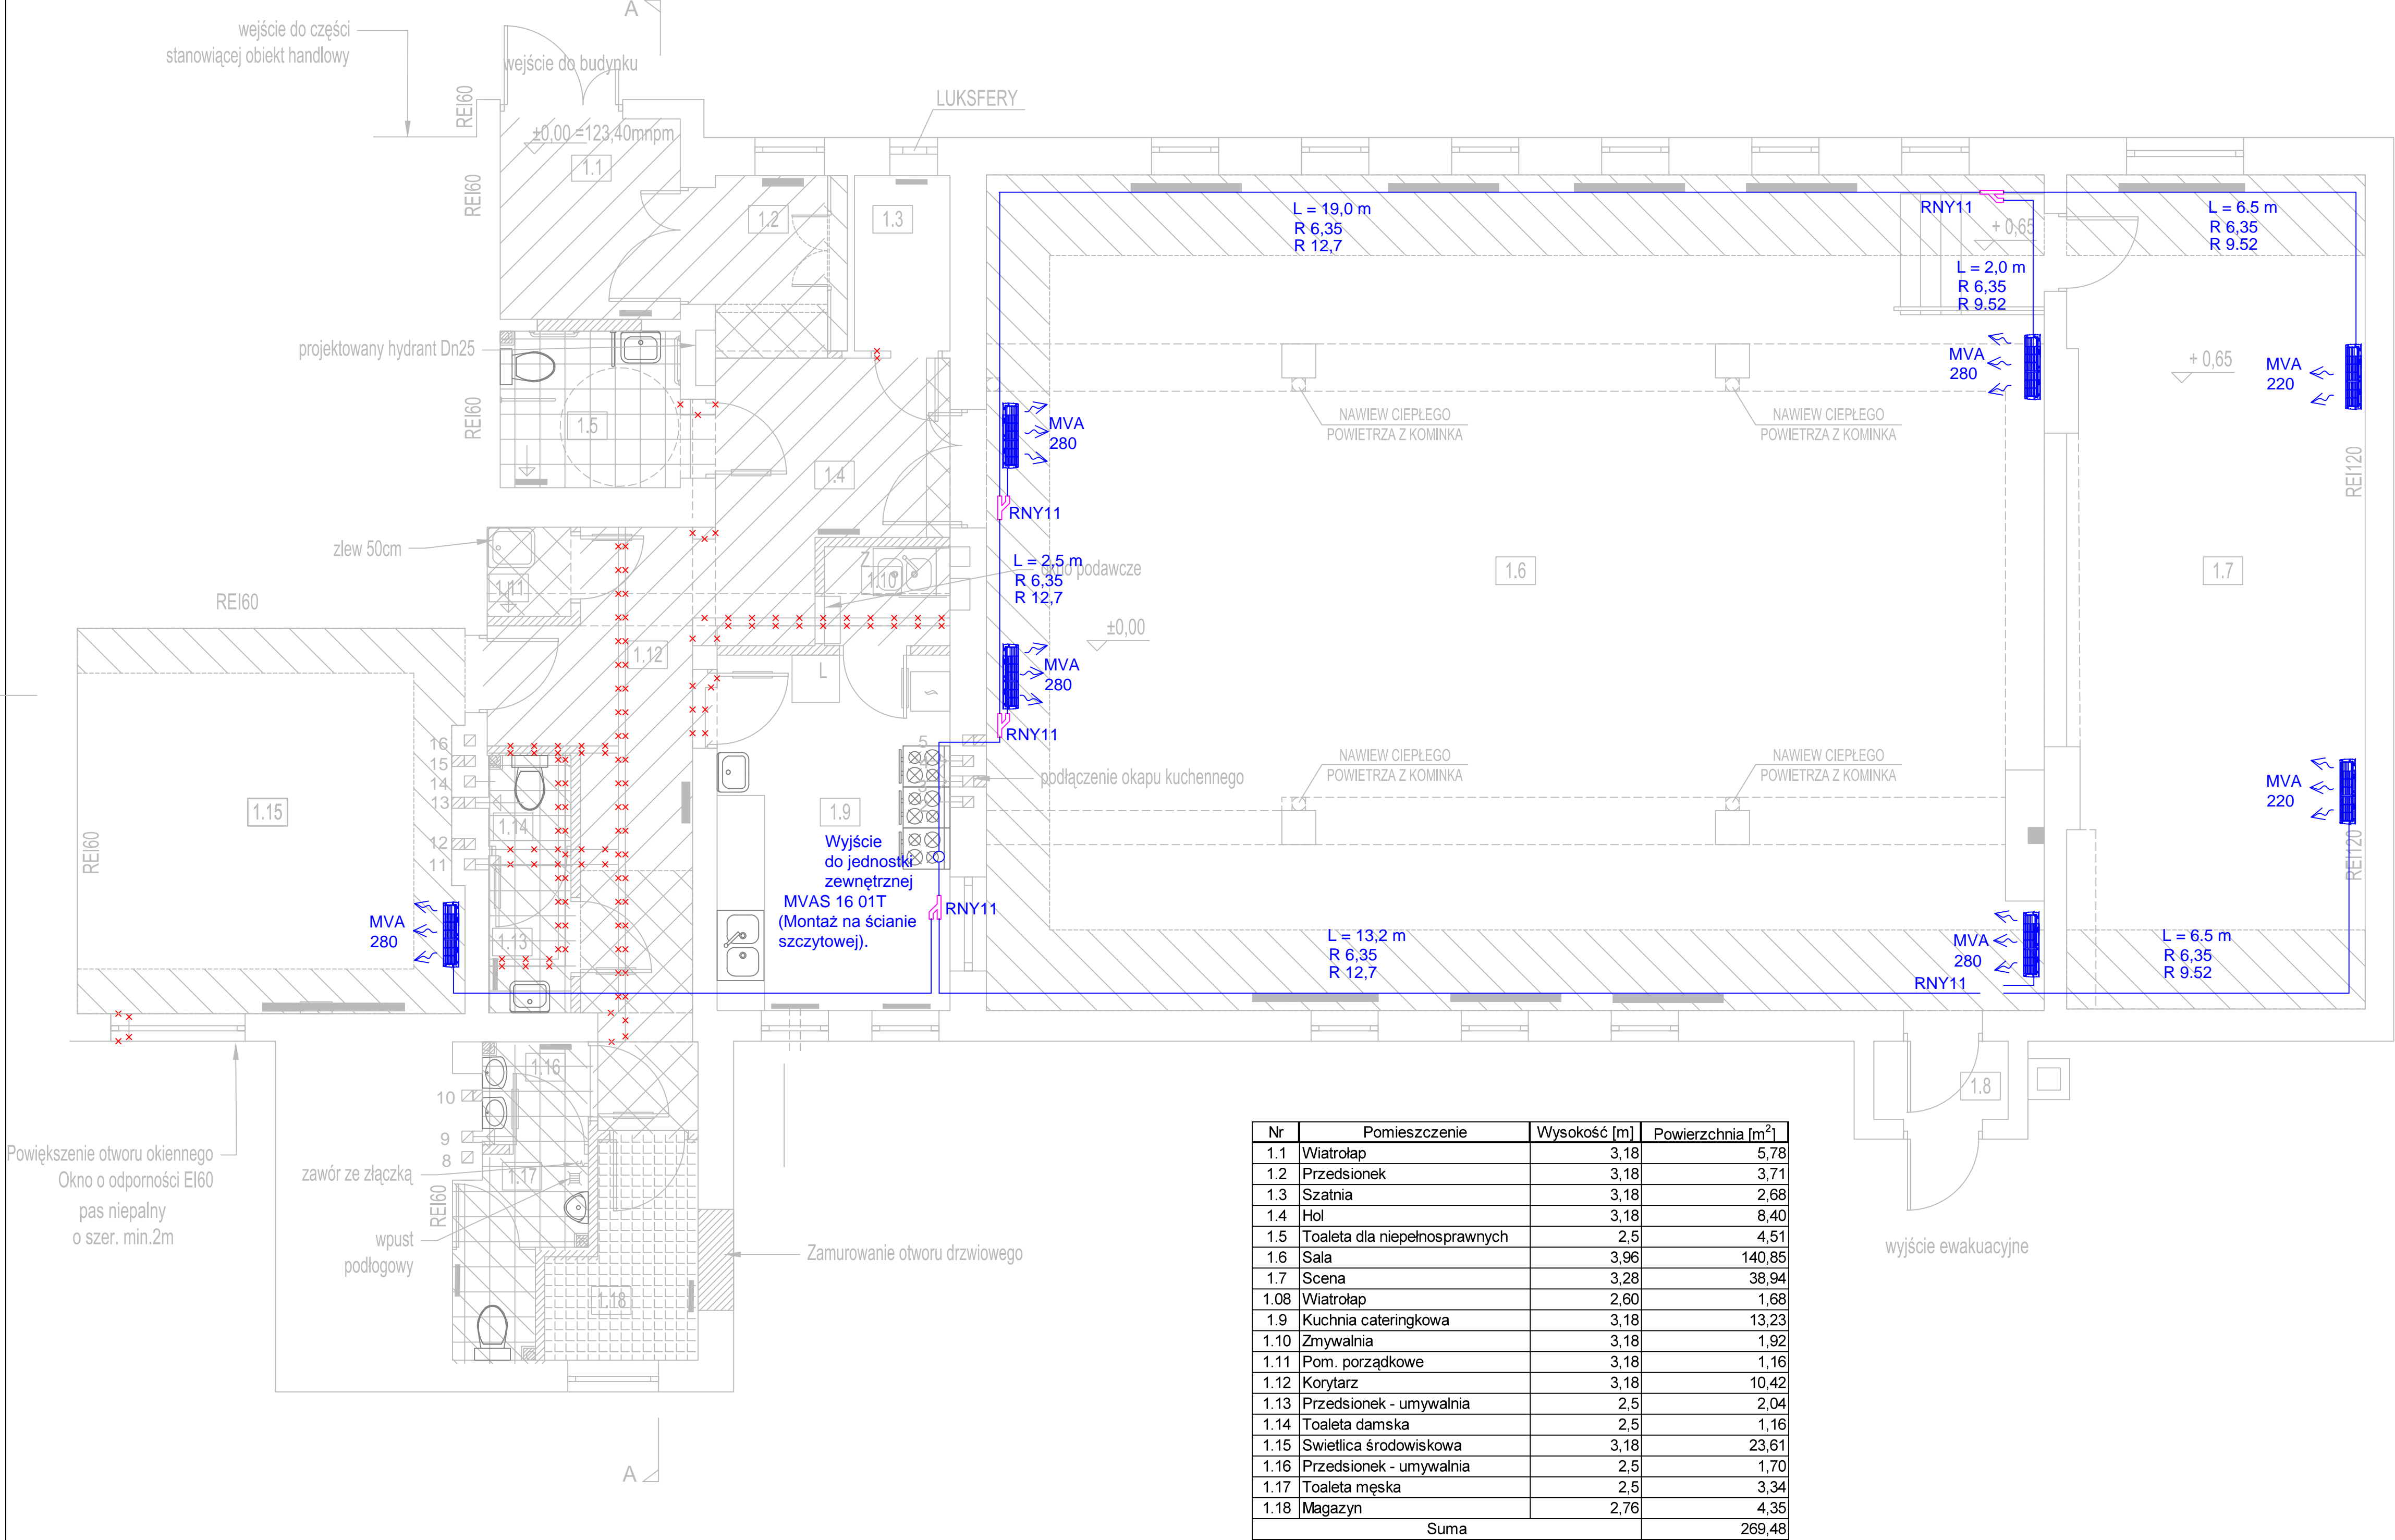 A
wejście do części
stanowiącej obiekt handlowy
wejście do budynku
REI60
LUKSFERY
±0,00 =123,40mnpm
1.1
REI60
1.2
1.3
L = 19,0 m
R 6,35
R 12,7
RNY11
+ 0,65
L = 6.5 m
R 6,35
R 9.52
L = 2,0 m
R 6,35
R 9.52
projektowany hydrant Dn25
MVA
280
+ 0,65
MVA
220
REI60
1.5
NAWIEW CIEPŁEGO
POWIETRZA Z KOMINKA
NAWIEW CIEPŁEGO
POWIETRZA Z KOMINKA
MVA
280
1.4
REI120
RNY11
zlew 50cm
1.11
Z
1.10
L = 2,5 m
R 6,35
R 12,7
okno podawcze
1.6
1.7
REI60
±0,00
1.12
L
MVA
280
RNY11
16
15
14
13
12
11
5
4
podłączenie okapu kuchennego
NAWIEW CIEPŁEGO
POWIETRZA Z KOMINKA
NAWIEW CIEPŁEGO
POWIETRZA Z KOMINKA
MVA
220
1.15
REI60
1.14
1.9
Wyjście
do jednostki
zewnętrznej
MVAS 16 01T
(Montaż na ścianie
szczytowej).
RNY11
REI120
MVA
280
1.13
L = 13,2 m
R 6,35
R 12,7
MVA
280
RNY11
L = 6.5 m
R 6,35
R 9.52
1.16
10
9
8
1.8
Powiększenie otworu okiennego
Okno o odporności EI60
pas niepalny
o szer. min.2m
zawór ze złączką
1.17
REI60
wpust
podłogowy
Zamurowanie otworu drzwiowego
wyjście ewakuacyjne
1.18
A
Nr Pomieszczenie Wysokość [m] Powierzchnia [m²]
1.1 Wiatrołap 3,18 5,78
1.2 Przedsionek 3,18 3,71
1.3 Szatnia 3,18 2,68
1.4 Hol 3,18 8,40
1.5 Toaleta dla niepełnosprawnych 2,5 4,51
1.6 Sala 3,96 140,85
1.7 Scena 3,28 38,94
1.08 Wiatrołap 2,60 1,68
1.9 Kuchnia cateringkowa 3,18 13,23
1.10 Zmywalnia 3,18 1,92
1.11 Pom. porządkowe 3,18 1,16
1.12 Korytarz 3,18 10,42
1.13 Przedsionek - umywalnia 2,5 2,04
1.14 Toaleta damska 2,5 1,16
1.15 Swietlica środowiskowa 3,18 23,61
1.16 Przedsionek - umywalnia 2,5 1,70
1.17 Toaleta męska 2,5 3,34
1.18 Magazyn 2,76 4,35
Suma 269,48